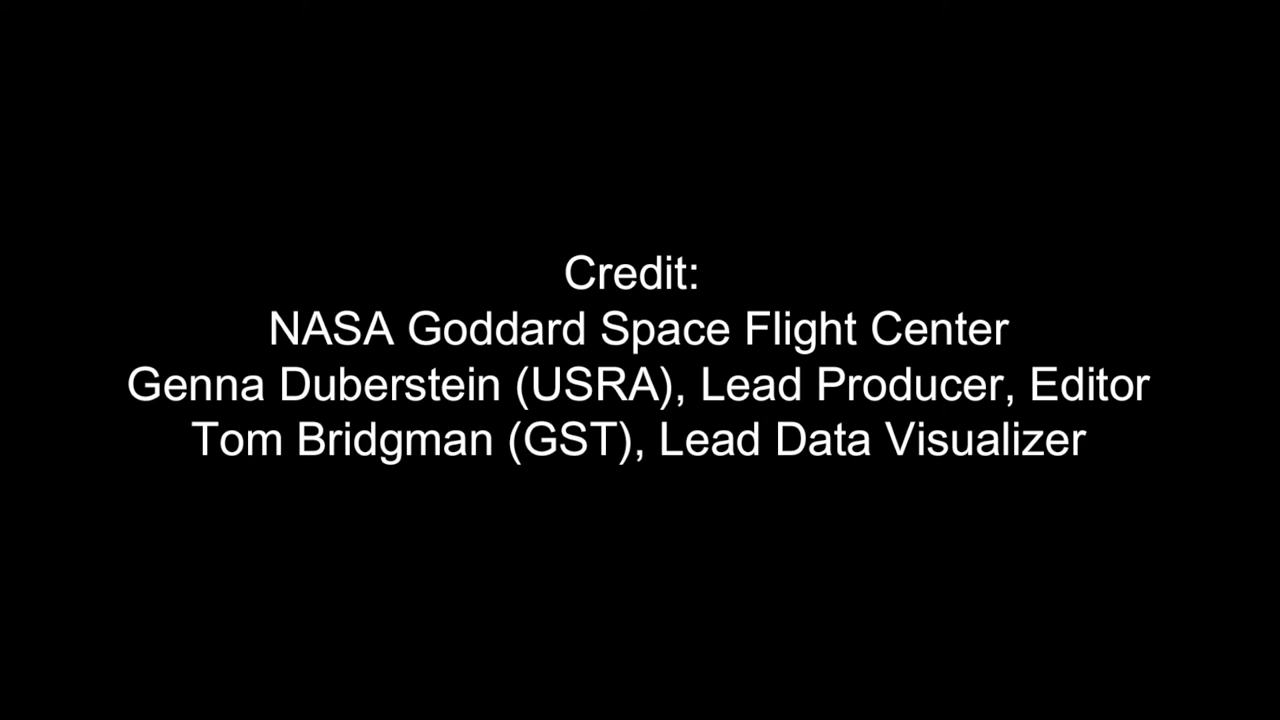 Credit:
NASA Goddard Space Flight Center
Genna Duberstein (USRA), Lead Producer, Editor
Tom Bridgman (GST), Lead Data Visualizer